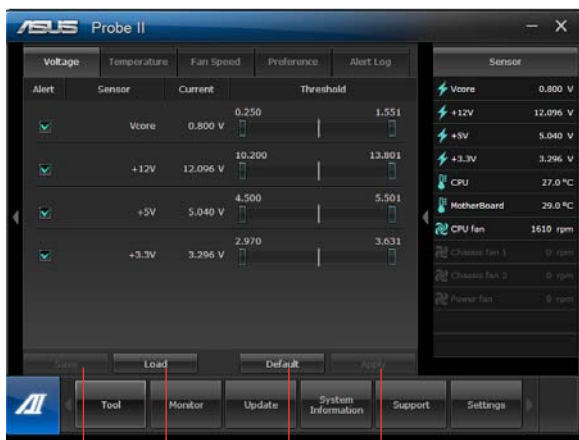 ASUS Probe II
Voltage Temperature Fan Speed Preference Alert Log
Alert Sensor Current Threshold
Vcore 0.800 V 0.250 1.551
+12V 12.096 V 10.200 13.801
+5V 5.040 V 4.500 5.501
+3.3V 3.296 V 2.970 3.631
Save Load Default Apply
Sensor
Vcore 0.800 V
+12V 12.096 V
+5V 5.040 V
+3.3V 3.296 V
CPU 27.0 °C
MotherBoard 29.0 °C
CPU fan 1610 rpm
Chassis fan 1 0 rpm
Chassis fan 2 0 rpm
Power fan 0 rpm
AI Tool Monitor Update System Information Support Settings